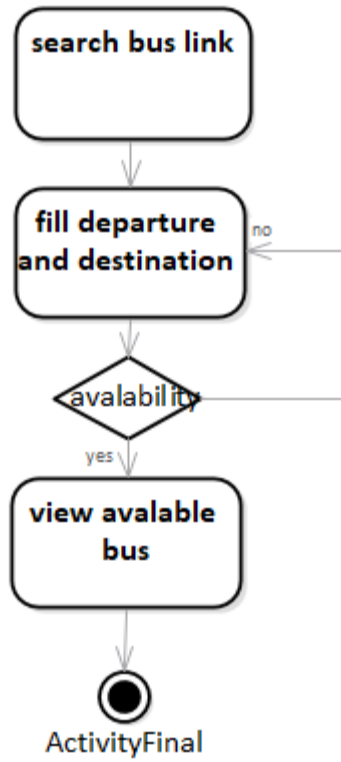 search bus link
fill departure
no
and destination
avalability
yes
view avalable
bus
ActivityFinal